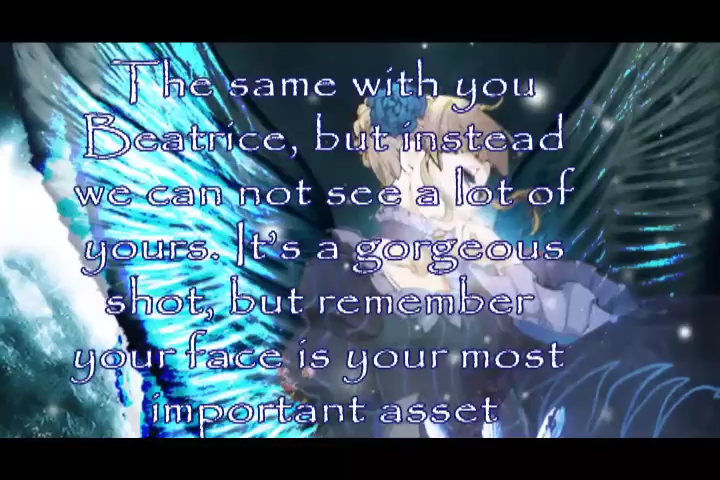 The same with you
Beatrice, but instead
we can not see a lot of
yours. It's a gorgeous
shot, but remember
your face is your most
important asset